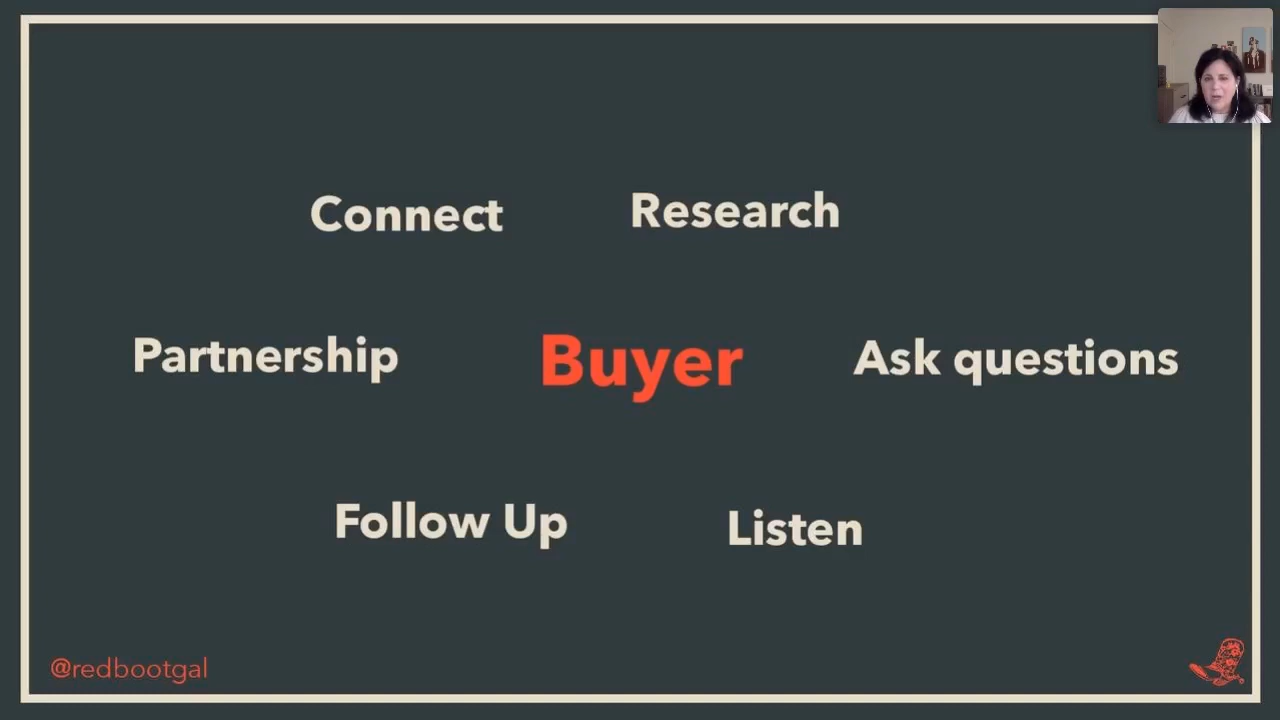 Connect
Research
Partnership
Buyer
Ask questions
Follow Up
Listen
@redbootgal